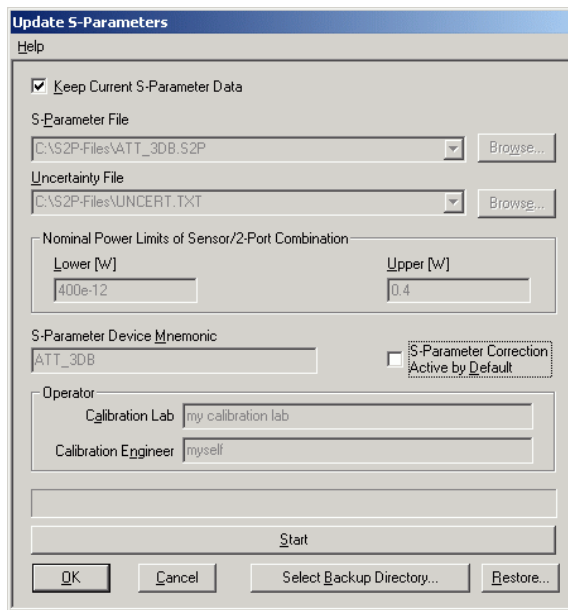 Update S-Parameters
Help
Keep Current S-Parameter Data
S-Parameter File
C:\S2P-Files\ATT_3DB.S2P
Browse...
Uncertainty File
C:\S2P-Files\UNCERT.TXT
Browse...
Nominal Power Limits of Sensor/2-Port Combination
Lower [W]
Upper [W]
400e-12
0.4
S-Parameter Device Mnemonic
ATT_3DB
S-Parameter Correction
Active by Default
Operator
Calibration Lab
my calibration lab
Calibration Engineer
myself
Start
OK
Cancel
Select Backup Directory...
Restore...